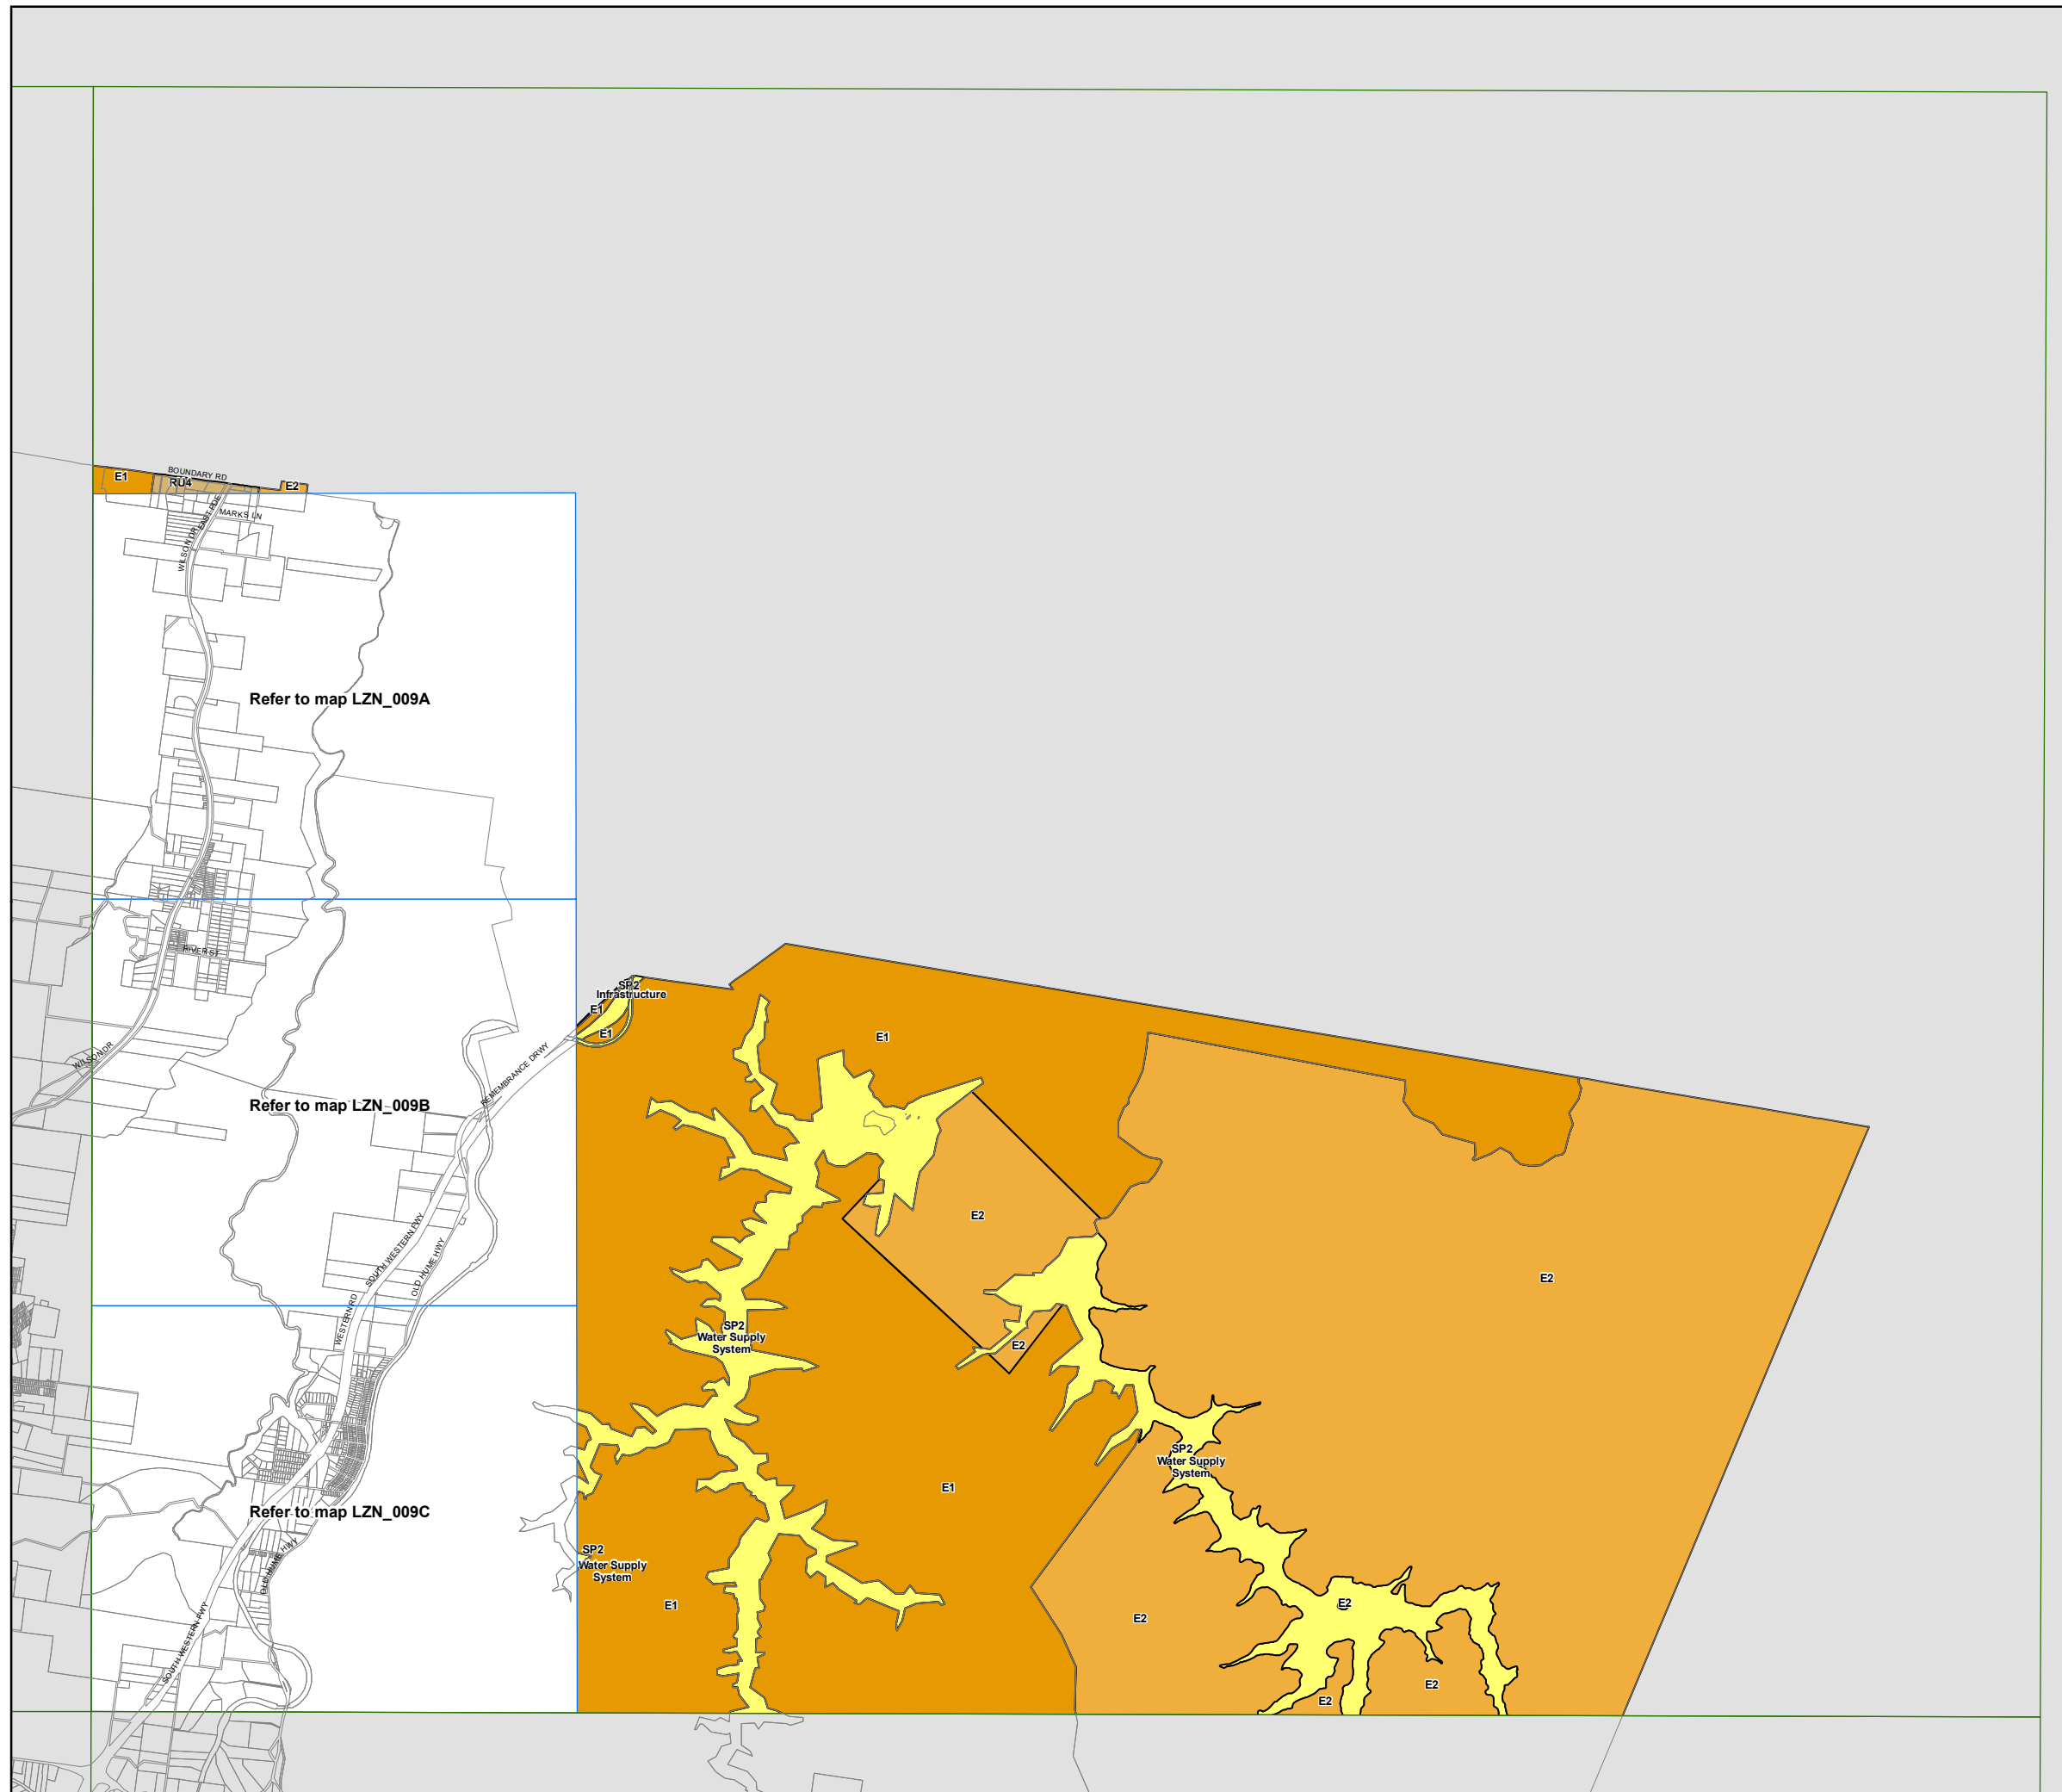 BOUNDARY RD
E1
RU4
E2
EAST PDE
MARKS LN
WILSON DR
Refer to map LZN_009A
RIVER ST
SP2
Infrastructure
E1
E1
E1
WILSON DR
REMEMBRANCE DRWY
Refer to map LZN_009B
E2
SOUTH WESTERN FWY
OLD HUME HWY
E2
WESTERN RD
SP2
Water Supply
System
E2
SP2
Water Supply
System
E1
Refer to map LZN_009C
SP2
Water Supply
System
OLD HUME HWY
E1
E2
E2
SOUTH WESTERN FWY
E2
E2